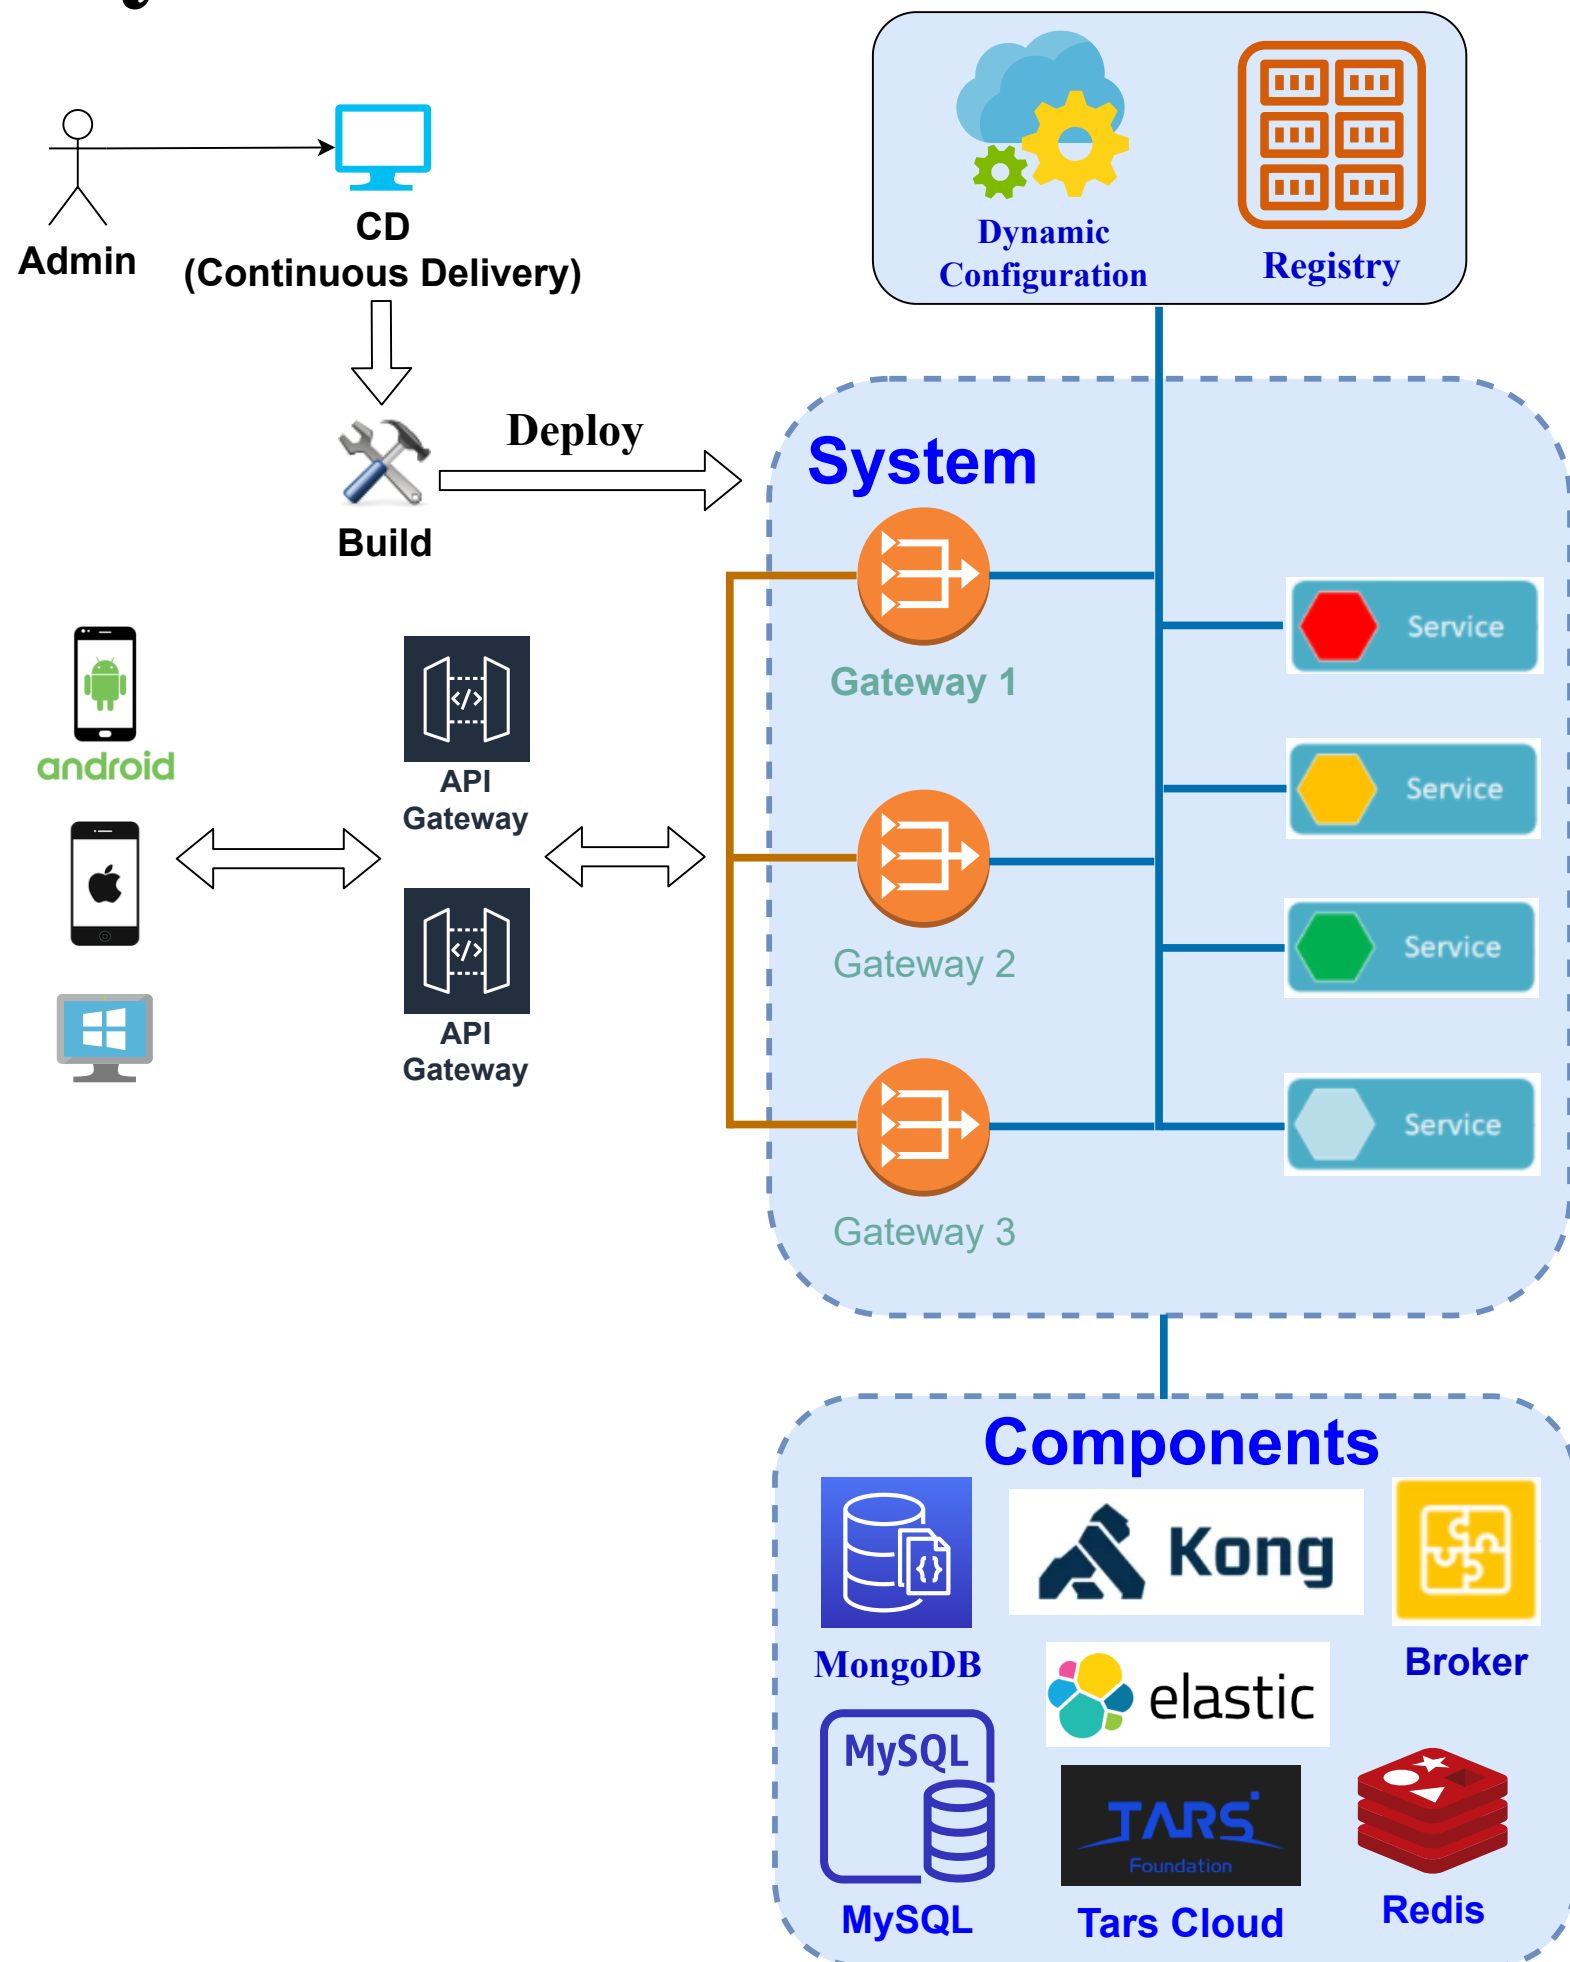 Admin
CD
(Continuous Delivery)
Dynamic
Configuration
Registry
Deploy
Build
System
Gateway 1
Service
android
API
Gateway
Service
Gateway 2
Service
API
Gateway
Service
Gateway 3
Components
Kong
MongoDB
Broker
elastic
MySQL
TARS
Foundation
MySQL
Tars Cloud
Redis